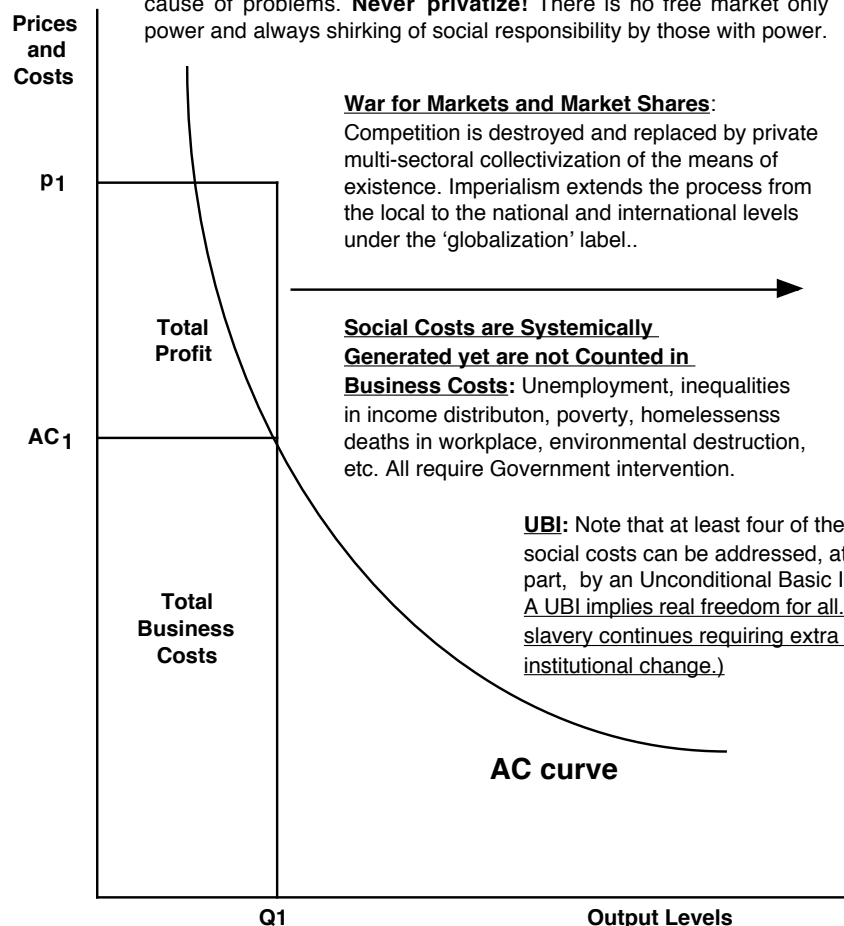 cause of problems. Never privatize! There is no free market only
power and always shirking of social responsibility by those with power.
Prices
and
Costs
War for Markets and Market Shares:
Competition is destroyed and replaced by private
multi-sectoral collectivization of the means of
existence. Imperialism extends the process from
the local to the national and international levels
under the ‘globalization’ label..
p1
Total
Profit
Social Costs are Systemically
Generated yet are not Counted in
Business Costs: Unemployment, inequalities
in income distributon, poverty, homelessenss
deaths in workplace, environmental destruction,
etc. All require Government intervention.
AC1
UBI: Note that at least four of the
social costs can be addressed, at
part, by an Unconditional Basic I
A UBI implies real freedom for all.
slavery continues requiring extra
institutional change.)
Total
Business
Costs
AC curve
Q1
Output Levels